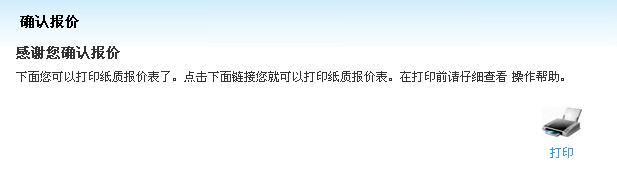 确认报价
感谢您确认报价
下面您可以打印纸质报价表了。点击下面链接您就可以打印纸质报价表。在打印前请仔细查看 操作帮助。
打印